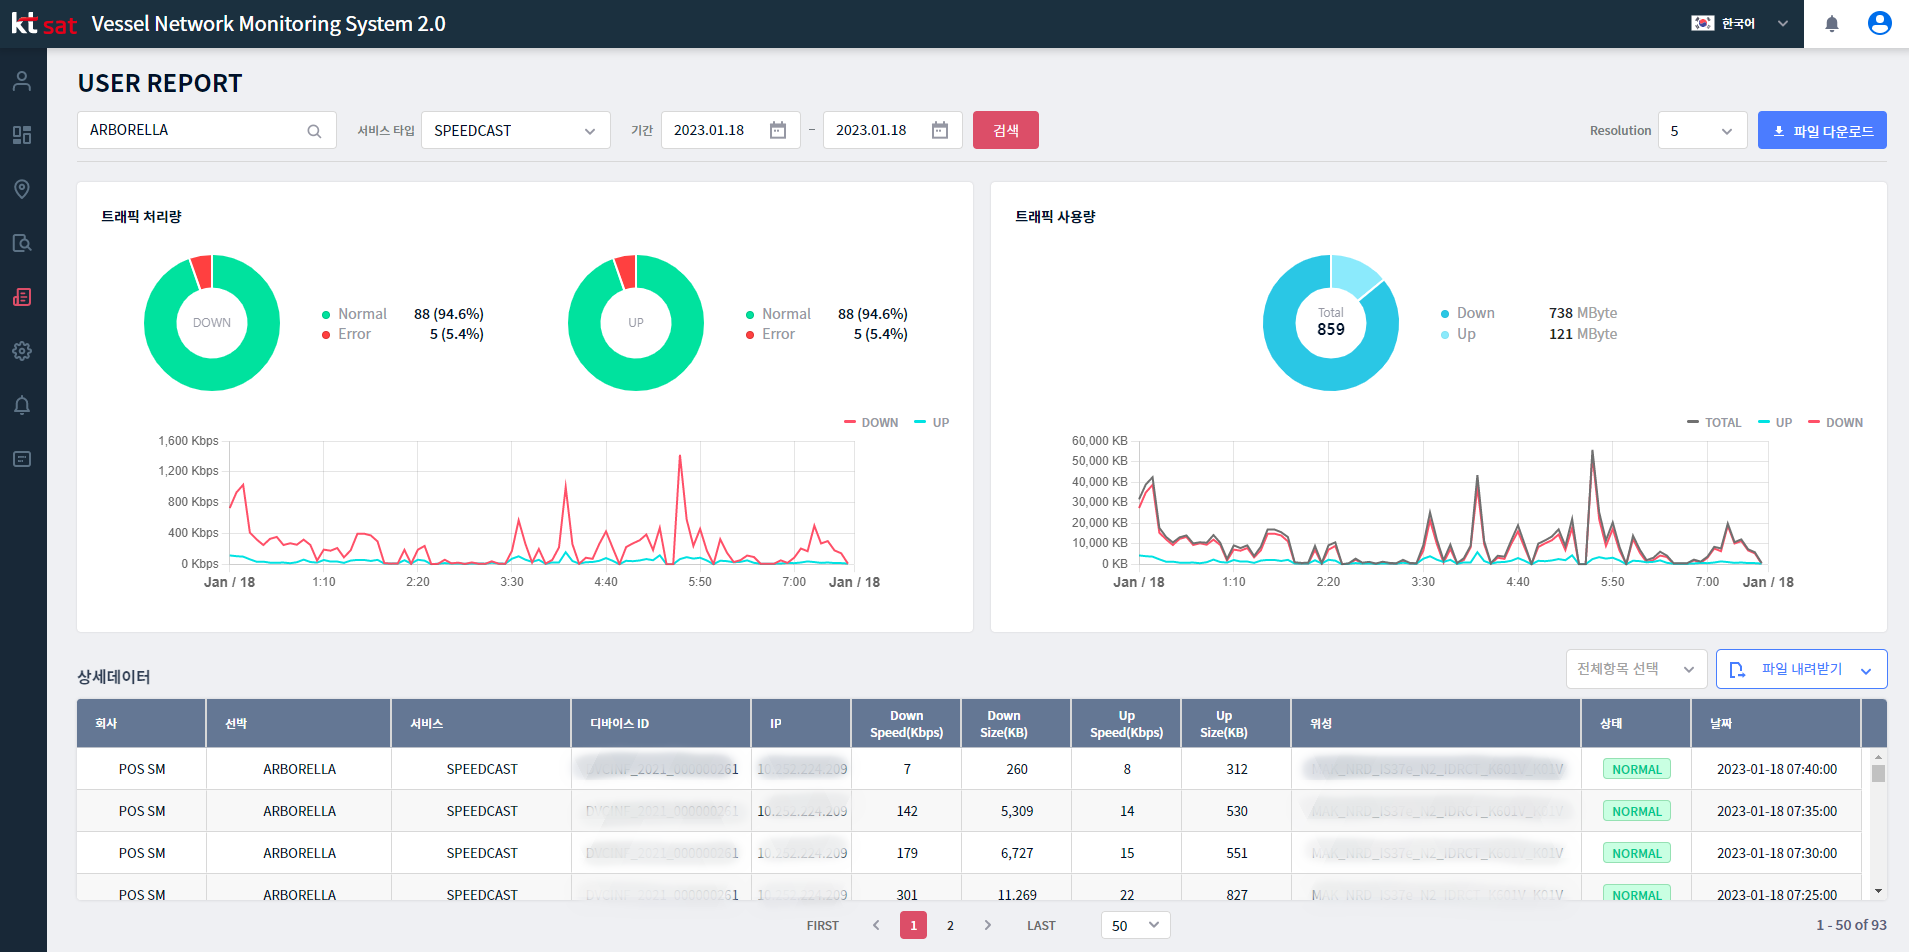 kt sat Vessel Network Monitoring System 2.0 한국어
USER REPORT
ARBORELLA 서비스 타입 SPEEDCAST 기간 2023.01.18 – 2023.01.18 검색 Resolution 5 파일 다운로드
트래픽 처리량
DOWN
Normal 88 (94.6%)
Error 5 (5.4%)
UP
Normal 88 (94.6%)
Error 5 (5.4%)
DOWN UP
1,600 Kbps
1,200 Kbps
800 Kbps
400 Kbps
0 Kbps
Jan / 18 1:10 2:20 3:30 4:40 5:50 7:00 Jan / 18
트래픽 사용량
Total
859
Down 738 MByte
Up 121 MByte
TOTAL UP DOWN
60,000 KB
50,000 KB
40,000 KB
30,000 KB
20,000 KB
10,000 KB
0 KB
Jan / 18 1:10 2:20 3:30 4:40 5:50 7:00 Jan / 18
상세데이터 전체항목 선택 파일 내려받기
회사 선박 서비스 디바이스 ID IP Down Speed(Kbps) Down Size(KB) Up Speed(Kbps) Up Size(KB) 위성 상태 날짜
POS SM ARBORELLA SPEEDCAST 7 260 8 312 NORMAL 2023-01-18 07:40:00
POS SM ARBORELLA SPEEDCAST 10.252.224.209 142 5,309 14 530 NORMAL 2023-01-18 07:35:00
POS SM ARBORELLA SPEEDCAST 10.252.224.209 179 6,727 15 551 NORMAL 2023-01-18 07:30:00
POS SM ARBORELLA SPEEDCAST 10.252.224.209 301 11,269 22 827 NORMAL 2023-01-18 07:25:00
FIRST < 1 2 > LAST 50 1 - 50 of 93